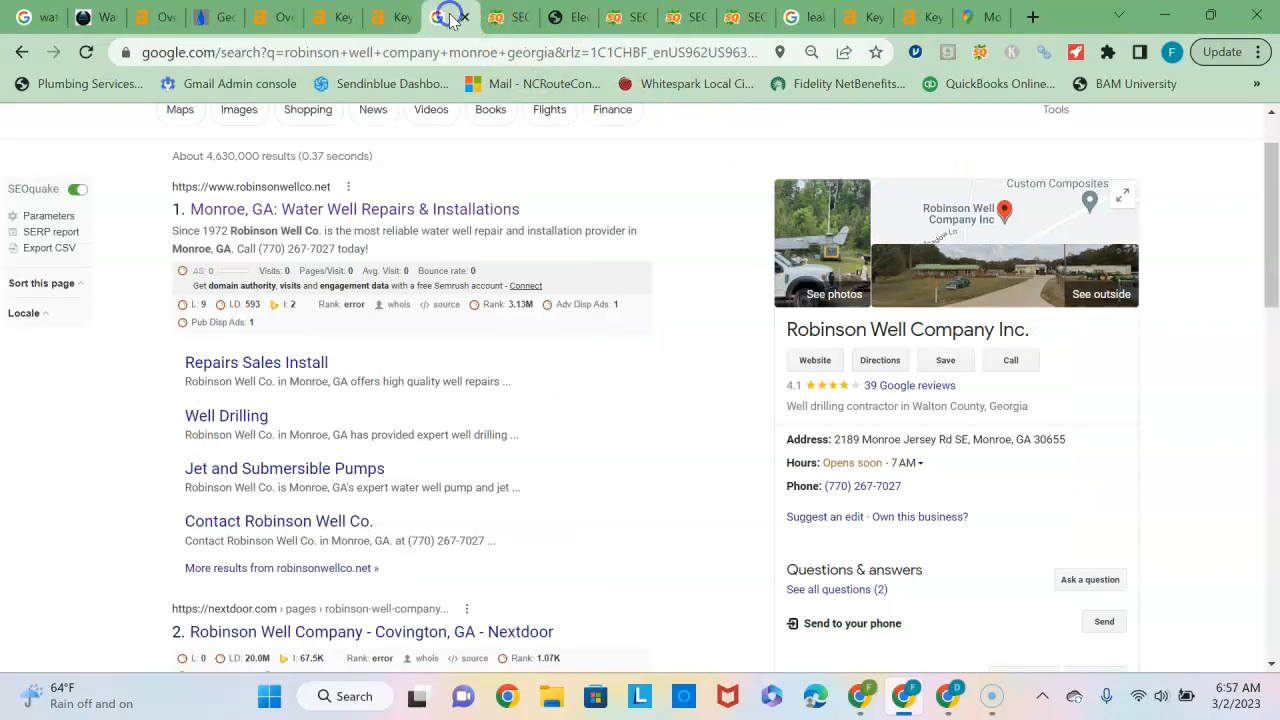 wat Ove Gec Ove Key SEC Ele SEC SEC SEC leak Key Mo
google.com/search?q=robinson+well+company+monroe+georgia&rlz=1C1CHBF_enUS962US963... Update
Plumbing Services... Gmail Admin console Sendinblue Dashbo... Mail - NCRouteCon... Whitespark Local Ci... Fidelity NetBenefits... QuickBooks Online... BAM University »
Maps Images Shopping News Videos Books Flights Finance Tools
About 4,630,000 results (0.37 seconds)
SEOquake
Parameters
SERP report
Export CSV
Sort this page
Locale
https://www.robinsonwellco.net
1. Monroe, GA: Water Well Repairs & Installations
Since 1972 Robinson Well Co. is the most reliable water well repair and installation provider in
Monroe, GA. Call (770) 267-7027 today!
AS: 0 Visits: 0 Pages/Visit: 0 Avg. Visit: 0 Bounce rate: 0
Get domain authority, visits and engagement data with a free Semrush account - Connect
L: 9 LD: 593 I: 2 Rank: error whois source Rank: 3.13M Adv Disp Ads: 1
Pub Disp Ads: 1
Repairs Sales Install
Robinson Well Co. in Monroe, GA offers high quality well repairs ...
Well Drilling
Robinson Well Co. in Monroe, GA has provided expert well drilling ...
Jet and Submersible Pumps
Robinson Well Co. is Monroe, GA's expert water well pump and jet ...
Contact Robinson Well Co.
Contact Robinson Well Co. in Monroe, GA. at (770) 267-7027 ...
More results from robinsonwellco.net »
https://nextdoor.com › pages › robinson-well-company...
2. Robinson Well Company - Covington, GA - Nextdoor
L: 0 LD: 20.0M I: 67.5K Rank: error whois source Rank: 1.07K
Custom Composites
Robinson Well
Company Inc
See photos See outside
Robinson Well Company Inc.
Website Directions Save Call
4.1 39 Google reviews
Well drilling contractor in Walton County, Georgia
Address: 2189 Monroe Jersey Rd SE, Monroe, GA 30655
Hours: Opens soon · 7 AM
Phone: (770) 267-7027
Suggest an edit · Own this business?
Questions & answers
See all questions (2)
Ask a question
Send to your phone
Send
64°F
Rain off and on
Search
6:57 AM
3/2/2023